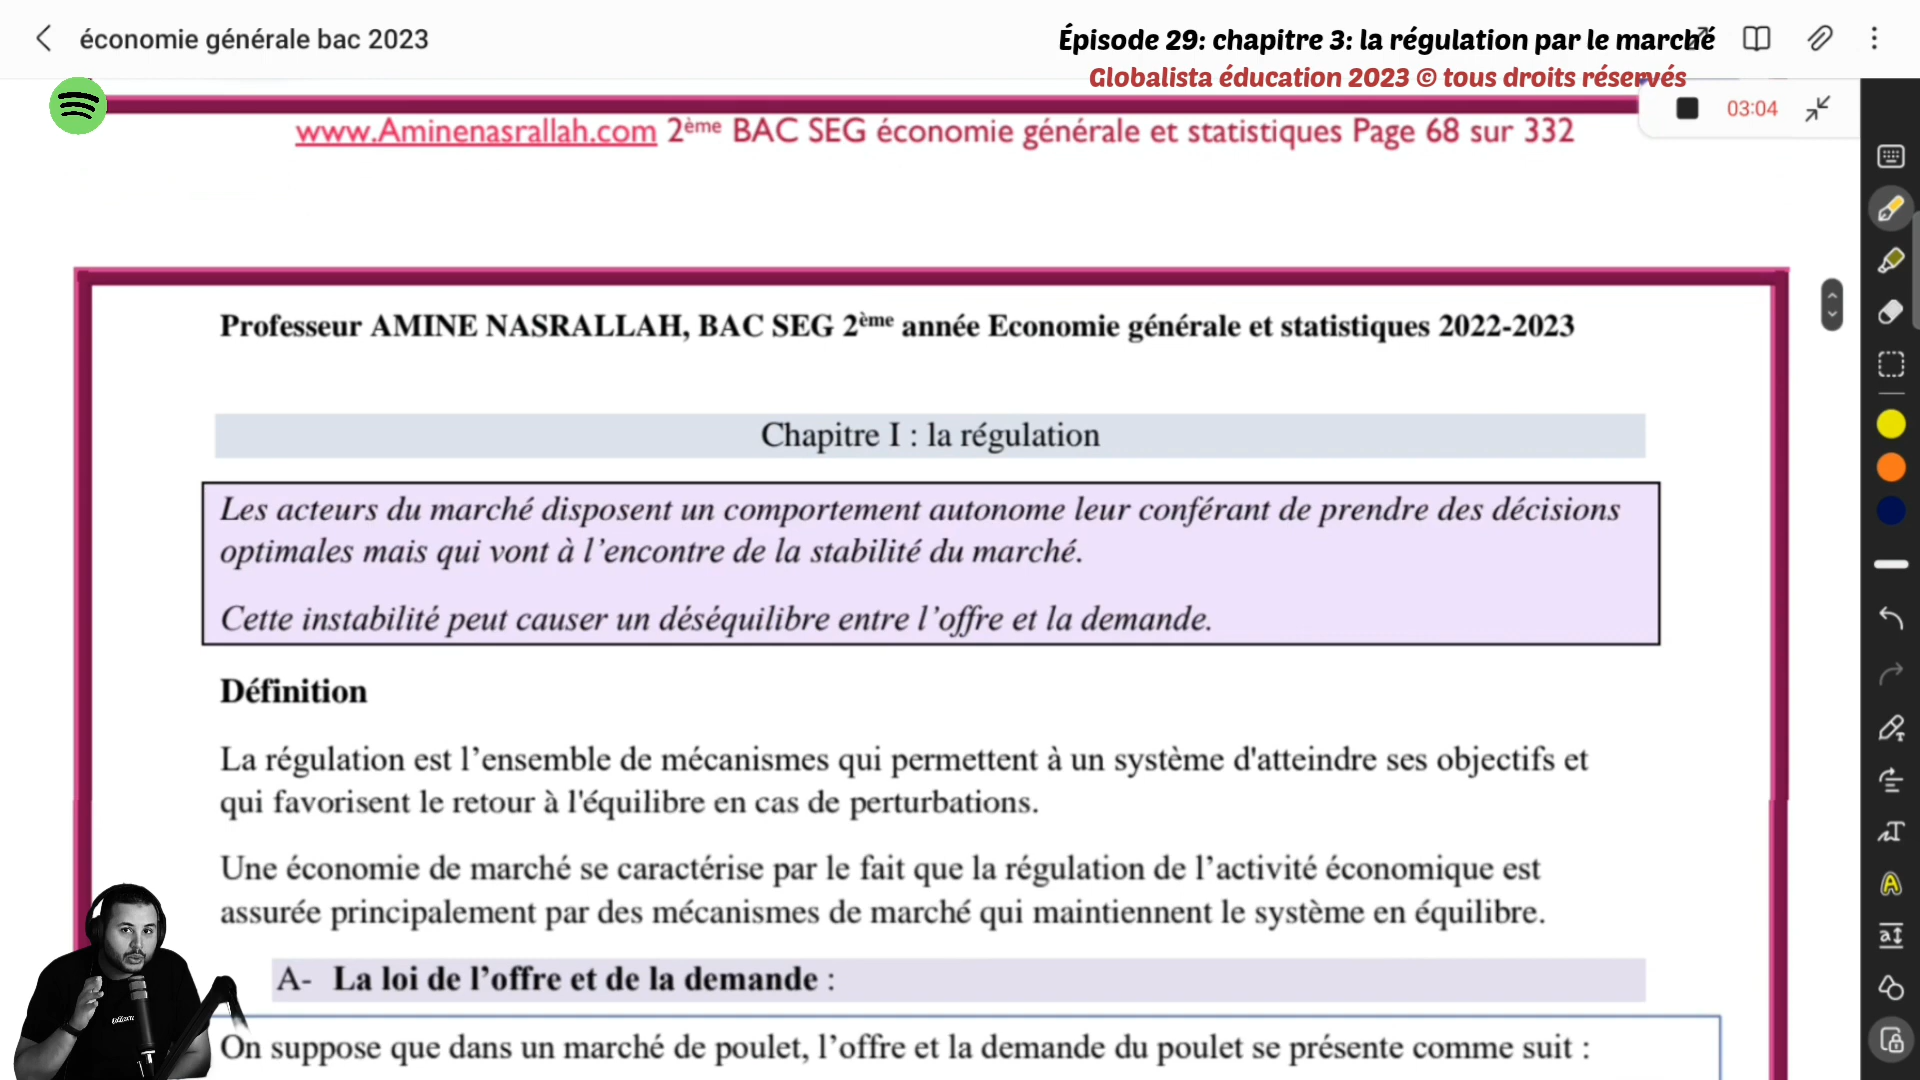 économie générale bac 2023
Épisode 29: chapitre 3: la régulation par le marché
Globalista éducation 2023 © tous droits réservés
03:04
www.Aminenasrallah.com 2ème BAC SEG économie générale et statistiques Page 68 sur 332
Professeur AMINE NASRALLAH, BAC SEG 2ème année Economie générale et statistiques 2022-2023
Chapitre I : la régulation
Les acteurs du marché disposent un comportement autonome leur conférant de prendre des décisions
optimales mais qui vont à l’encontre de la stabilité du marché.
Cette instabilité peut causer un déséquilibre entre l’offre et la demande.
Définition
La régulation est l’ensemble de mécanismes qui permettent à un système d'atteindre ses objectifs et
qui favorisent le retour à l'équilibre en cas de perturbations.
Une économie de marché se caractérise par le fait que la régulation de l’activité économique est
assurée principalement par des mécanismes de marché qui maintiennent le système en équilibre.
A- La loi de l’offre et de la demande :
On suppose que dans un marché de poulet, l’offre et la demande du poulet se présente comme suit :